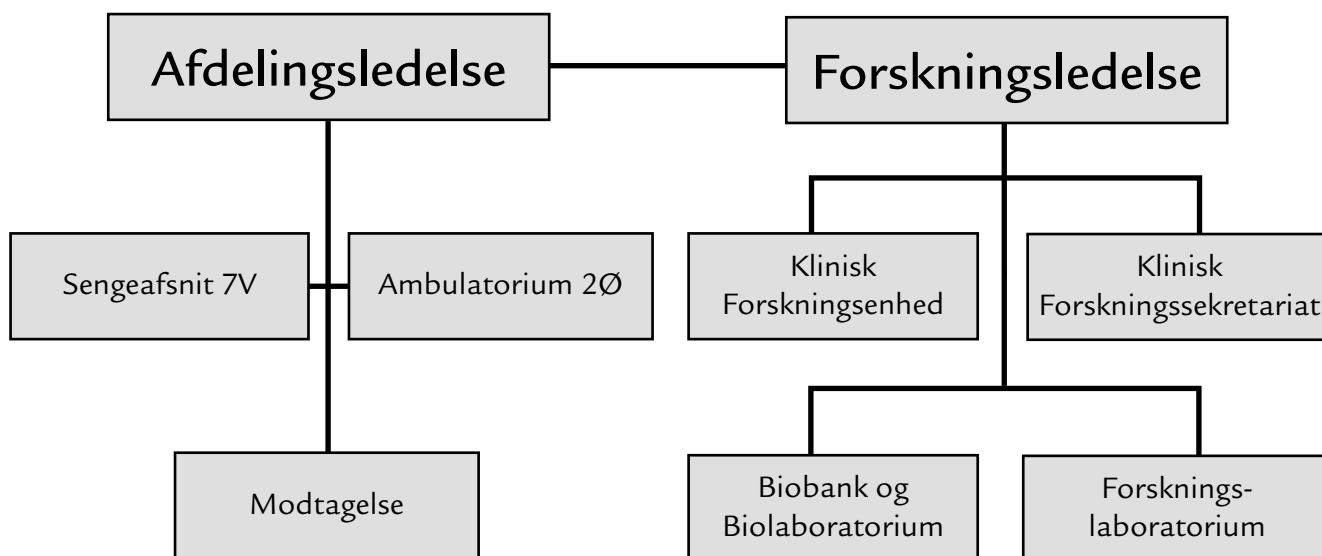 Afdelingsledelse
Forskningsledelse
Sengeafsnit 7V
Ambulatorium 2Ø
Klinisk
Forskningsenhed
Klinisk
Forskningssekretariat
Modtagelse
Biobank og
Biolaboratorium
Forsknings-
laboratorium